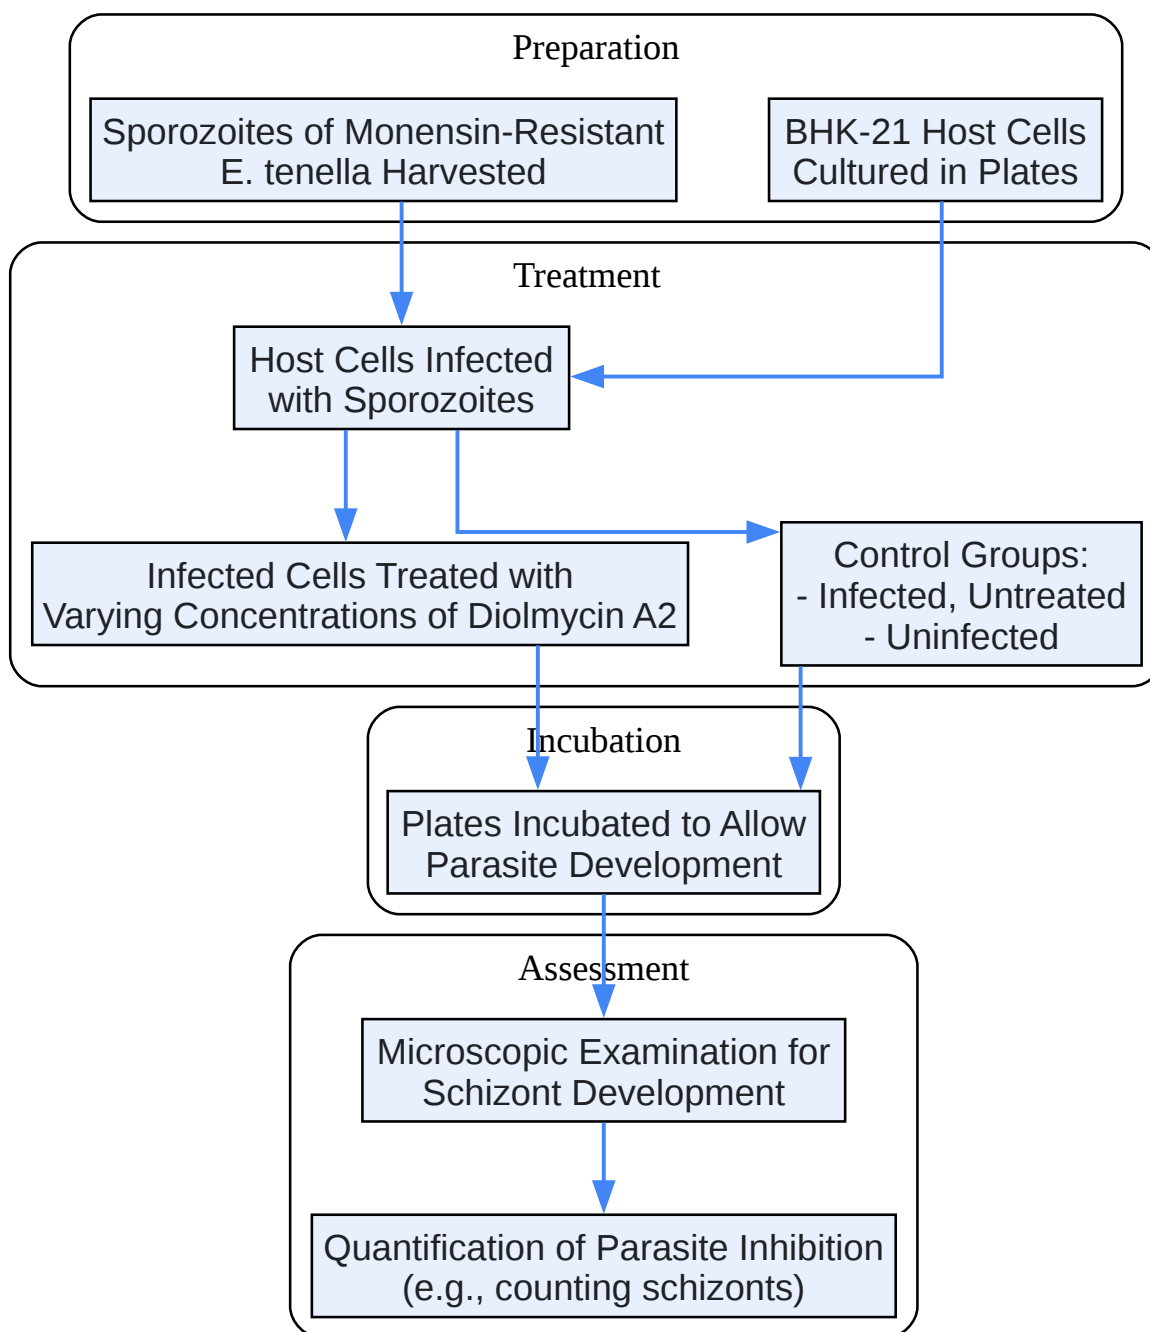 Preparation
Sporozoites of Monensin-Resistant
E. tenella Harvested
BHK-21 Host Cells
Cultured in Plates
Treatment
Host Cells Infected
with Sporozoites
Infected Cells Treated with
Varying Concentrations of Diolmycin A2
Control Groups:
- Infected, Untreated
- Uninfected
Incubation
Plates Incubated to Allow
Parasite Development
Assessment
Microscopic Examination for
Schizont Development
Quantification of Parasite Inhibition
(e.g., counting schizonts)